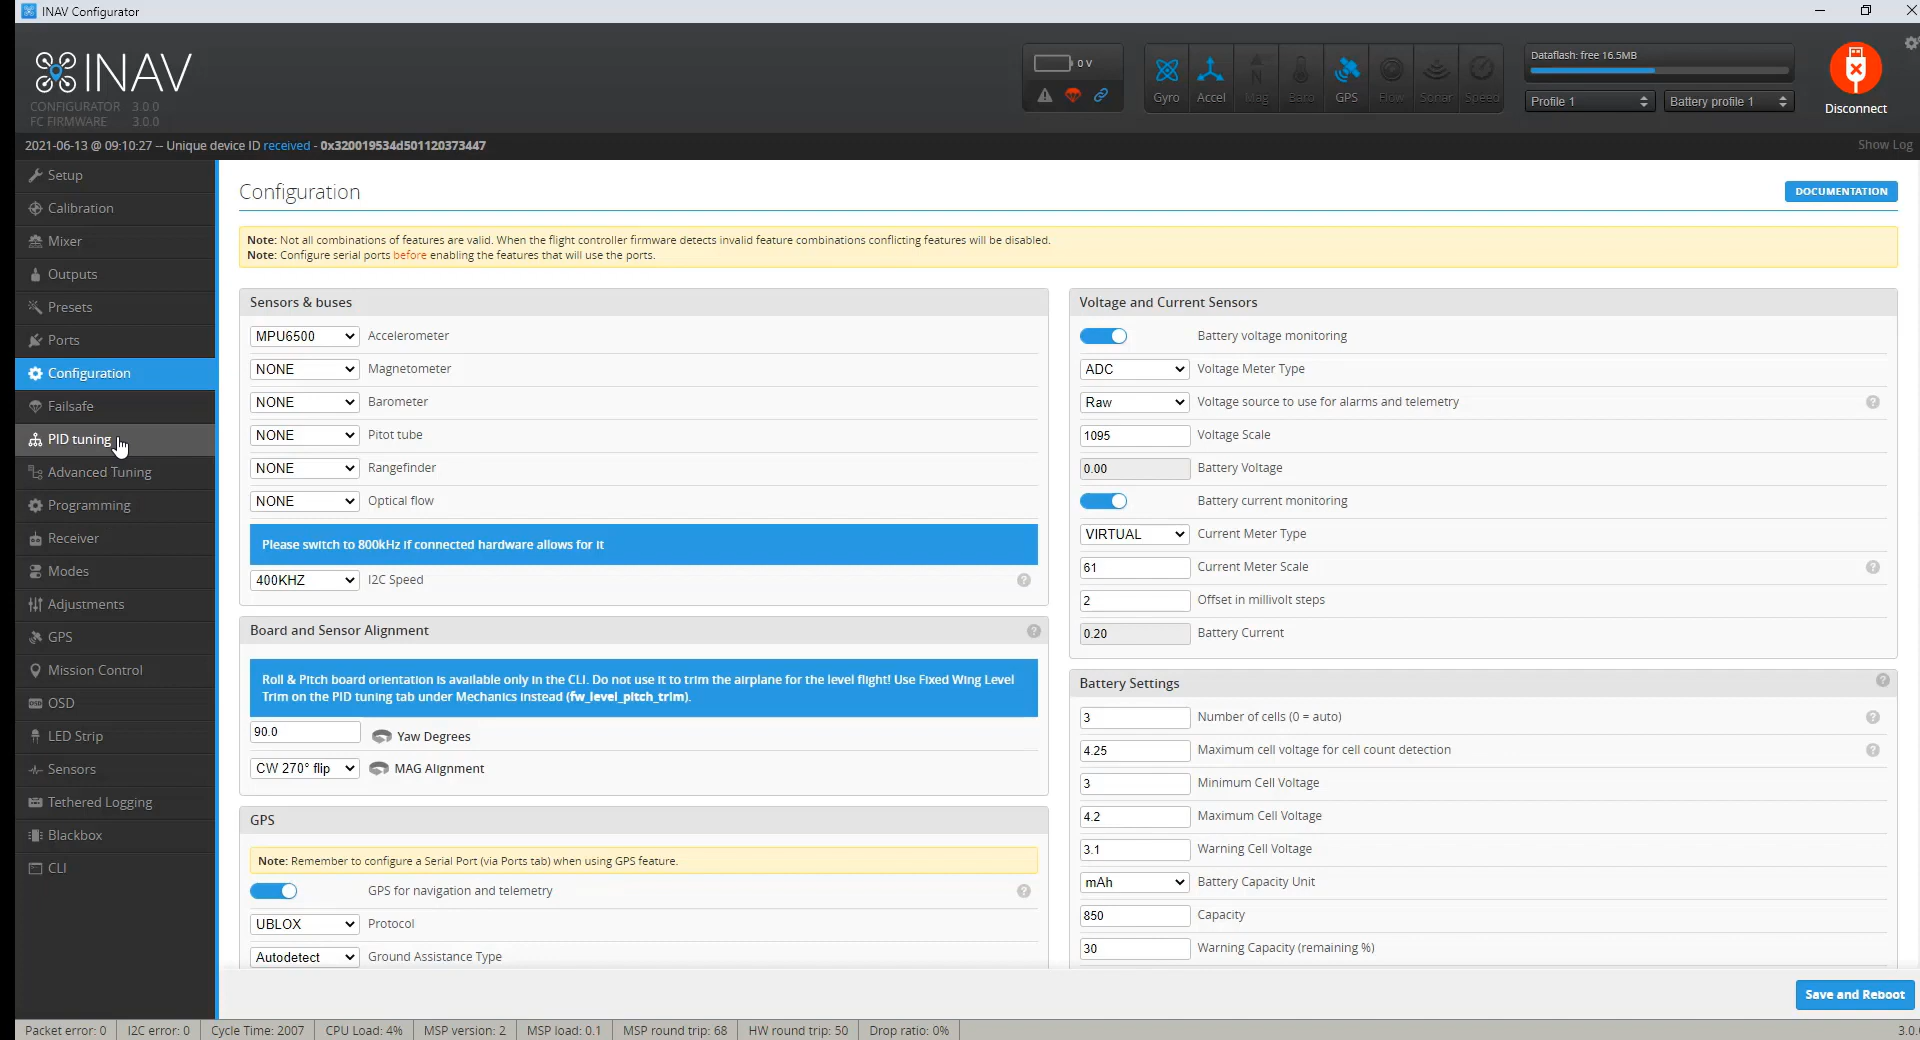 INAV Configurator
INAV
CONFIGURATOR 3.0.0
FC FIRMWARE 3.0.0
0 V
Gyro
Accel
Mag
Baro
GPS
Flow
Sonar
Speed
Dataflash: free 16.5MB
Profile 1
Battery profile 1
Disconnect
2021-06-13 @ 09:10:27 -- Unique device ID received - 0x320019534d501120373447
Show Log
Setup
Calibration
Mixer
Outputs
Presets
Ports
Configuration
Failsafe
PID tuning
Advanced Tuning
Programming
Receiver
Modes
Adjustments
GPS
Mission Control
OSD
LED Strip
Sensors
Tethered Logging
Blackbox
CLI
Configuration
DOCUMENTATION
Note: Not all combinations of features are valid. When the flight controller firmware detects invalid feature combinations conflicting features will be disabled.
Note: Configure serial ports before enabling the features that will use the ports.
Sensors & buses
MPU6500 Accelerometer
NONE Magnetometer
NONE Barometer
NONE Pitot tube
NONE Rangefinder
NONE Optical flow
Please switch to 800kHz if connected hardware allows for it
400KHZ I2C Speed
Board and Sensor Alignment
Roll & Pitch board orientation is available only in the CLI. Do not use it to trim the airplane for the level flight! Use Fixed Wing Level
Trim on the PID tuning tab under Mechanics instead (fw_level_pitch_trim).
90.0 Yaw Degrees
CW 270° flip MAG Alignment
GPS
Note: Remember to configure a Serial Port (via Ports tab) when using GPS feature.
GPS for navigation and telemetry
UBLOX Protocol
Autodetect Ground Assistance Type
Voltage and Current Sensors
Battery voltage monitoring
ADC Voltage Meter Type
Raw Voltage source to use for alarms and telemetry
1095 Voltage Scale
0.00 Battery Voltage
Battery current monitoring
VIRTUAL Current Meter Type
61 Current Meter Scale
2 Offset in millivolt steps
0.20 Battery Current
Battery Settings
3 Number of cells (0 = auto)
4.25 Maximum cell voltage for cell count detection
3 Minimum Cell Voltage
4.2 Maximum Cell Voltage
3.1 Warning Cell Voltage
mAh Battery Capacity Unit
850 Capacity
30 Warning Capacity (remaining %)
Save and Reboot
Packet error: 0
I2C error: 0
Cycle Time: 2007
CPU Load: 4%
MSP version: 2
MSP load: 0.1
MSP round trip: 68
HW round trip: 50
Drop ratio: 0%
3.0.